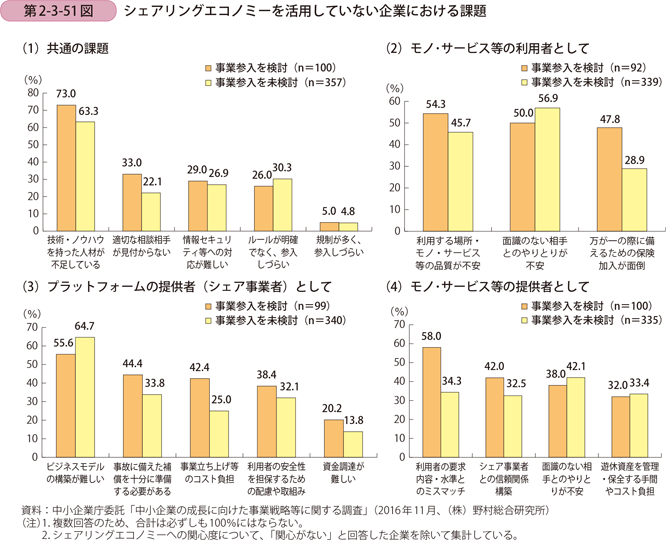 第2-3-51図 シェアリングエコノミーを活用していない企業における課題
（1）共通の課題
事業参入を検討（n＝100）
事業参入を未検討（n＝357）
（％）
80
70
60
50
40
30
20
10
0
73.0
63.3
33.0
22.1
29.0
26.9
26.0
30.3
5.0
4.8
技術・ノウハウ
を持った人材が
不足している
適切な相談相手
が見付からない
情報セキュリ
ティ等への対
応が難しい
ルールが明確
でなく、参入
しづらい
規制が多く、
参入しづらい
（2）モノ・サービス等の利用者として
事業参入を検討（n＝92）
事業参入を未検討（n＝339）
（％）
60
50
40
30
20
10
0
54.3
45.7
50.0
56.9
47.8
28.9
利用する場所・
モノ・サービス
等の品質が不安
面識のない相手
とのやりとりが
不安
万が一の際に備
えるための保険
加入が面倒
（3）プラットフォームの提供者（シェア事業者）として
事業参入を検討（n＝99）
事業参入を未検討（n＝340）
（％）
70
60
50
40
30
20
10
0
55.6
64.7
44.4
33.8
42.4
25.0
38.4
32.1
20.2
13.8
ビジネスモデル
の構築が難しい
事故に備えた補
償を十分に準備
する必要がある
事業立ち上げ等
のコスト負担
利用者の安全性
を担保するため
の配慮や取組み
資金調達が
難しい
（4）モノ・サービス等の提供者として
事業参入を検討（n＝100）
事業参入を未検討（n＝335）
（％）
70
60
50
40
30
20
10
0
58.0
34.3
42.0
32.5
38.0
42.1
32.0
33.4
利用者の要求
内容・水準と
のミスマッチ
シェア事業者
との信頼関係
構築
面識のない相
手とのやりと
りが不安
遊休資産を管理
・保全する手間
やコスト負担
資料：中小企業庁委託「中小企業の成長に向けた事業戦略等に関する調査」（2016年11月、（株）野村総合研究所）
（注）1. 複数回答のため、合計は必ずしも100％にはならない。
2. シェアリングエコノミーへの関心度について、「関心がない」と回答した企業を除いて集計している。